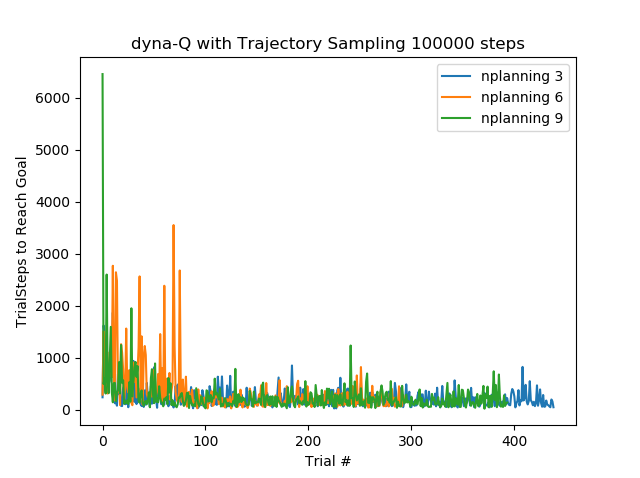 dyna-Q with Trajectory Sampling 100000 steps
nplanning 3
nplanning 6
nplanning 9
TrialSteps to Reach Goal
6000
5000
4000
3000
2000
1000
0
0 100 200 300 400
Trial #